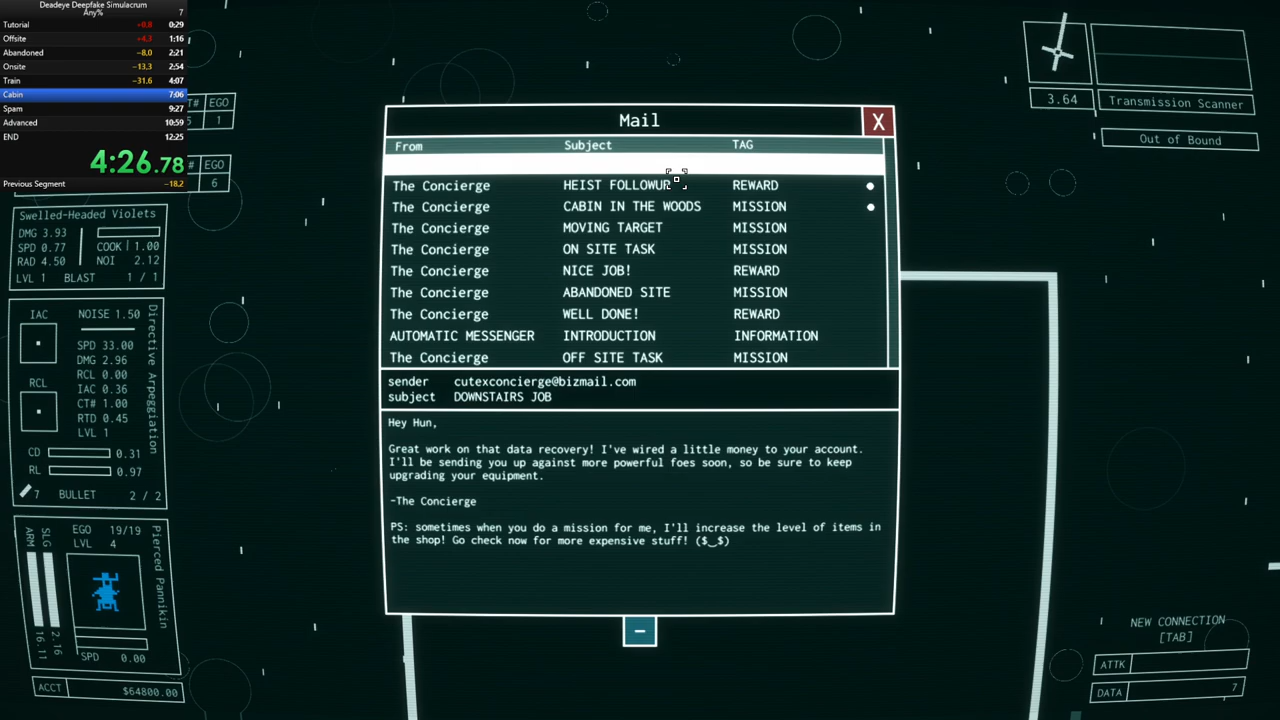 Deadeye Deepfake Simulacrum
Any% 7
Tutorial +0.8 0:29
Offsite +4.3 1:16
Abandoned −8.0 2:21
Onsite −13.3 2:54
Train −31.6 4:07
Cabin 7:06
Spam 9:27
Advanced 10:59
END 12:25
4:26.78
Previous Segment −18.2
T# EGO
5 1
# EGO
6
Swelled-Headed Violets
DMG 3.93
SPD 0.77 COOK 1.00
RAD 4.50 NOI 2.12
LVL 1 BLAST 1 / 1
IAC NOISE 1.50
SPD 33.00
DMG 2.96
RCL RCL 0.00
IAC 0.36
CT# 1.00
RTD 0.45
LVL 1
CD 0.31
RL 0.97
7 BULLET 2 / 2
Directive Arpeggiation
ARM SLG EGO 19/19
LVL 4
16.11 2.16 SPD 0.00
Pierced Pannikin
ACCT $64800.00
Mail X
From Subject TAG
The Concierge HEIST FOLLOWUP REWARD
The Concierge CABIN IN THE WOODS MISSION
The Concierge MOVING TARGET MISSION
The Concierge ON SITE TASK MISSION
The Concierge NICE JOB! REWARD
The Concierge ABANDONED SITE MISSION
The Concierge WELL DONE! REWARD
AUTOMATIC MESSENGER INTRODUCTION INFORMATION
The Concierge OFF SITE TASK MISSION
sender cutexconcierge@bizmail.com
subject DOWNSTAIRS JOB
Hey Hun,
Great work on that data recovery! I've wired a little money to your account.
I'll be sending you up against more powerful foes soon, so be sure to keep
upgrading your equipment.
-The Concierge
PS: sometimes when you do a mission for me, I'll increase the level of items in
the shop! Go check now for more expensive stuff! ($‿$)
−
3.64 Transmission Scanner
Out of Bound
NEW CONNECTION
[TAB]
ATTK
DATA 7